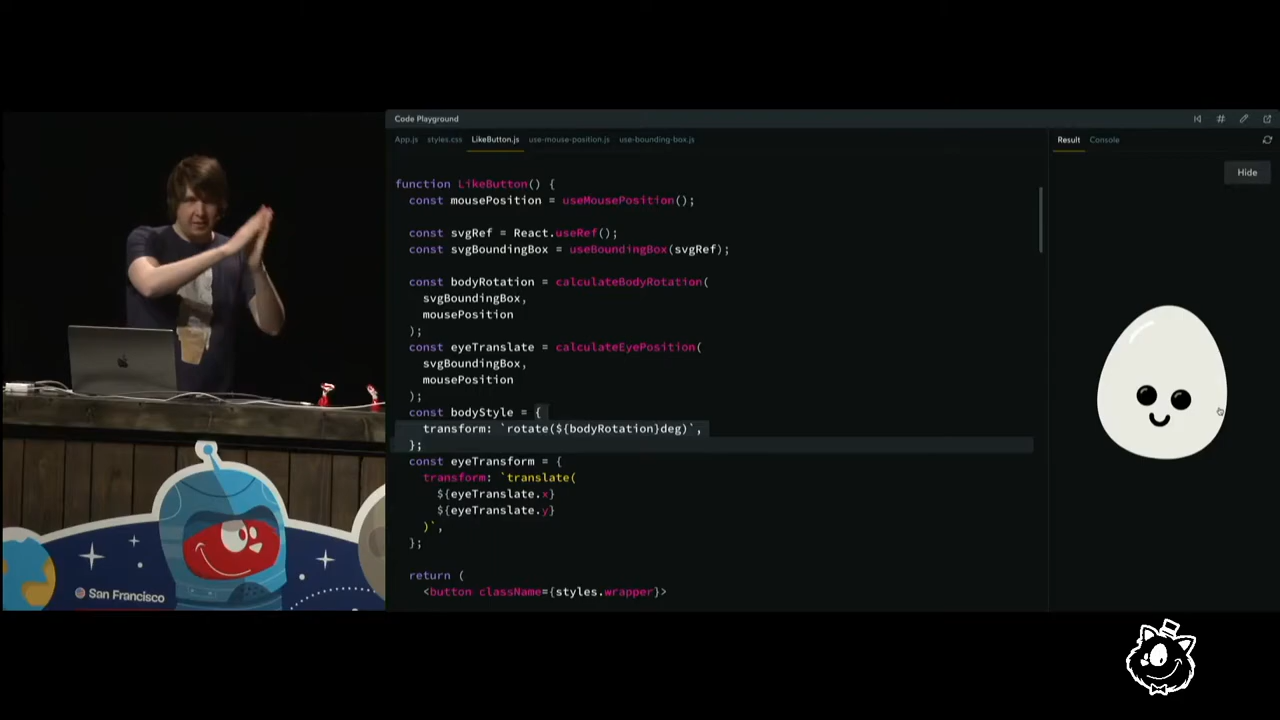 Code Playground
App.js
styles.css
LikeButton.js
use-mouse-position.js
use-bounding-box.js
function LikeButton() {
const mousePosition = useMousePosition();
const svgRef = React.useRef();
const svgBoundingBox = useBoundingBox(svgRef);
const bodyRotation = calculateBodyRotation(
svgBoundingBox,
mousePosition
);
const eyeTranslate = calculateEyePosition(
svgBoundingBox,
mousePosition
);
const bodyStyle = {
transform: `rotate(${bodyRotation}deg)`,
};
const eyeTransform = {
transform: `translate(
${eyeTranslate.x}
${eyeTranslate.y}
)`,
};
return (
<button className={styles.wrapper}>
Result
Console
Hide
San Francisco